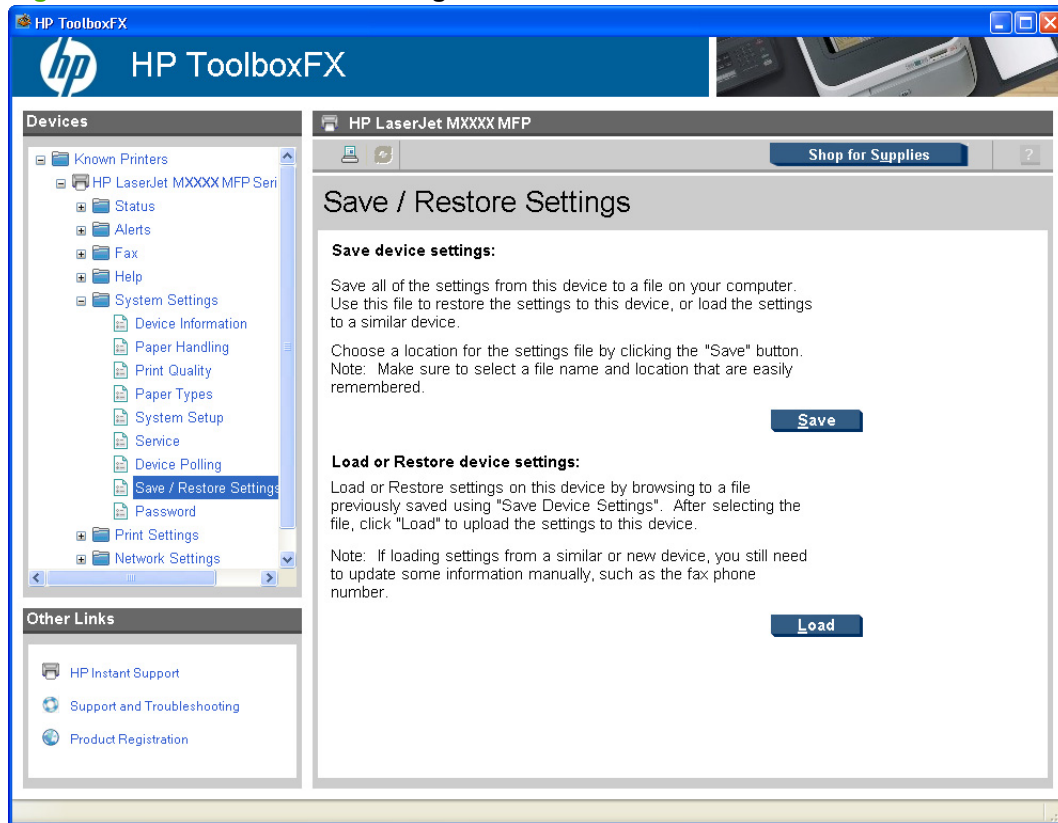 HP ToolboxFX
hp
HP ToolboxFX
Devices
Known Printers
HP LaserJet MXXXX MFP Seri
Status
Alerts
Fax
Help
System Settings
Device Information
Paper Handling
Print Quality
Paper Types
System Setup
Service
Device Polling
Save / Restore Settings
Password
Print Settings
Network Settings
Other Links
HP Instant Support
Support and Troubleshooting
Product Registration
HP LaserJet MXXXX MFP
Shop for Supplies
?
Save / Restore Settings
Save device settings:
Save all of the settings from this device to a file on your computer.
Use this file to restore the settings to this device, or load the settings
to a similar device.
Choose a location for the settings file by clicking the "Save" button.
Note: Make sure to select a file name and location that are easily
remembered.
Save
Load or Restore device settings:
Load or Restore settings on this device by browsing to a file
previously saved using "Save Device Settings". After selecting the
file, click "Load" to upload the settings to this device.
Note: If loading settings from a similar or new device, you still need
to update some information manually, such as the fax phone
number.
Load